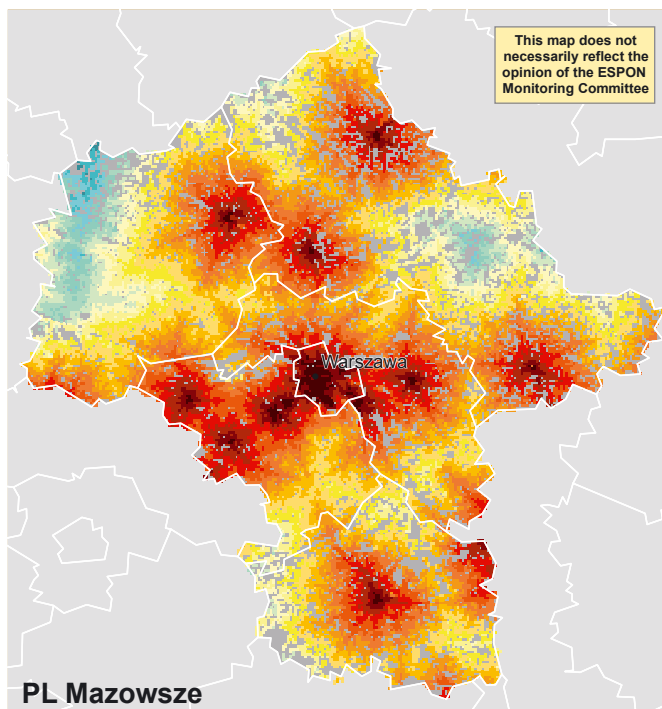 This map does not
necessarily reflect the
opinion of the ESPON
Monitoring Committee
Warszawa
PL Mazowsze